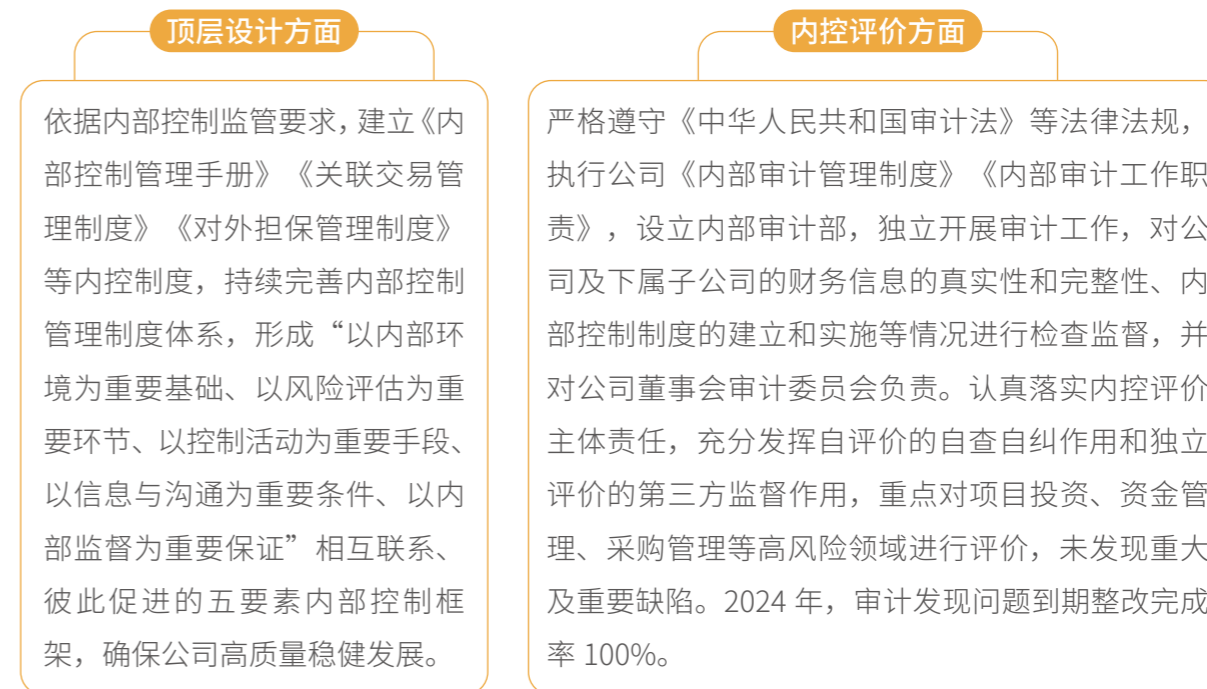 顶层设计方面
依据内部控制监管要求，建立《内
部控制管理手册》《关联交易管
理制度》《对外担保管理制度》
等内控制度，持续完善内部控制
管理制度体系，形成“以内部环
境为重要基础、以风险评估为重
要环节、以控制活动为重要手段、
以信息与沟通为重要条件、以内
部监督为重要保证”相互联系、
彼此促进的五要素内部控制框
架，确保公司高质量稳健发展。
内控评价方面
严格遵守《中华人民共和国审计法》等法律法规，
执行公司《内部审计管理制度》《内部审计工作职
责》，设立内部审计部，独立开展审计工作，对公
司及下属子公司的财务信息的真实性和完整性、内
部控制制度的建立和实施等情况进行检查监督，并
对公司董事会审计委员会负责。认真落实内控评价
主体责任，充分发挥自评价的自查自纠作用和独立
评价的第三方监督作用，重点对项目投资、资金管
理、采购管理等高风险领域进行评价，未发现重大
及重要缺陷。2024 年，审计发现问题到期整改完成
率 100%。